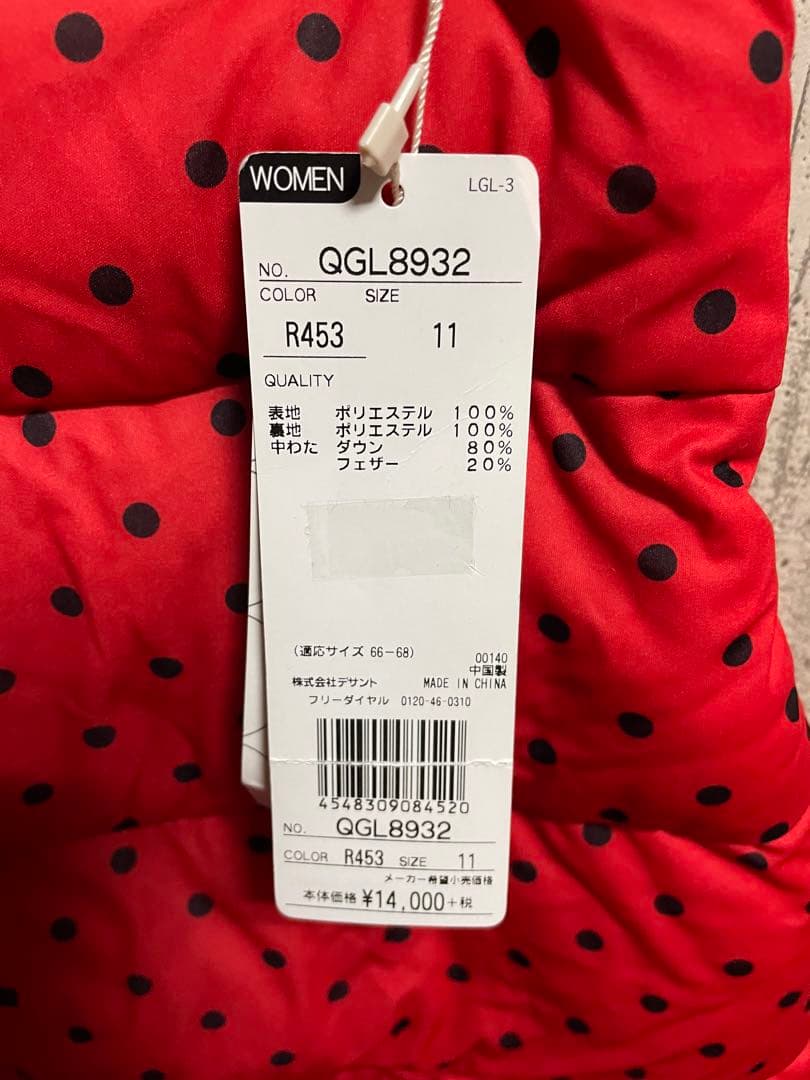 WOMEN
LGL-3
NO. QGL8932
COLOR SIZE
R453 11
QUALITY
表地 ポリエステル 100%
裏地 ポリエステル 100%
中わた ダウン 80%
フェザー 20%
(適応サイズ 66-68)
00140
中国製
株式会社デサント MADE IN CHINA
フリーダイヤル 0120-46-0310
4548309084520
NO. QGL8932
COLOR R453 SIZE 11
メーカー希望小売価格
本体価格 ¥14,000+税